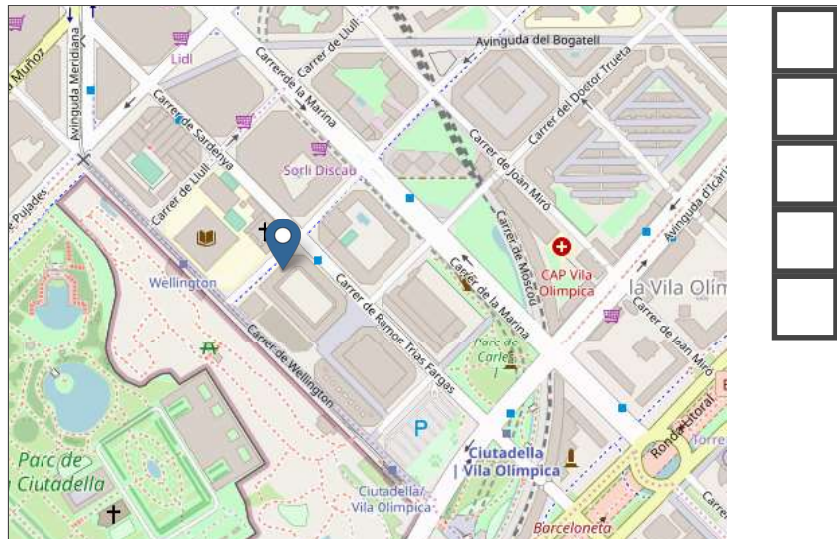 Lidl
Carrer de Llull
Avinguda del Bogatell
Muñoz
Avinguda Meridiana
Carrer de la Marina
Carrer del Doctor Trueta
Carrer de Sardenya
Sorli Discau
Carrer de Joan Miró
Avinguda d'Icària
e Pujades
Carrer de Llull
Wellington
Carrer de Moscou
CAP Vila
Olímpica
Carrer de la Marina
la Vila Olím
Carrer de Ramon Trias Fargas
Parc de
Carles
I
Carrer de Joan Miró
Carrer de Wellington
P
Ronda Litoral
Torre
Ciutadella
| Vila Olímpica
Parc de
Ciutadella
Ciutadella/
Vila Olímpica
Barceloneta
Carrer